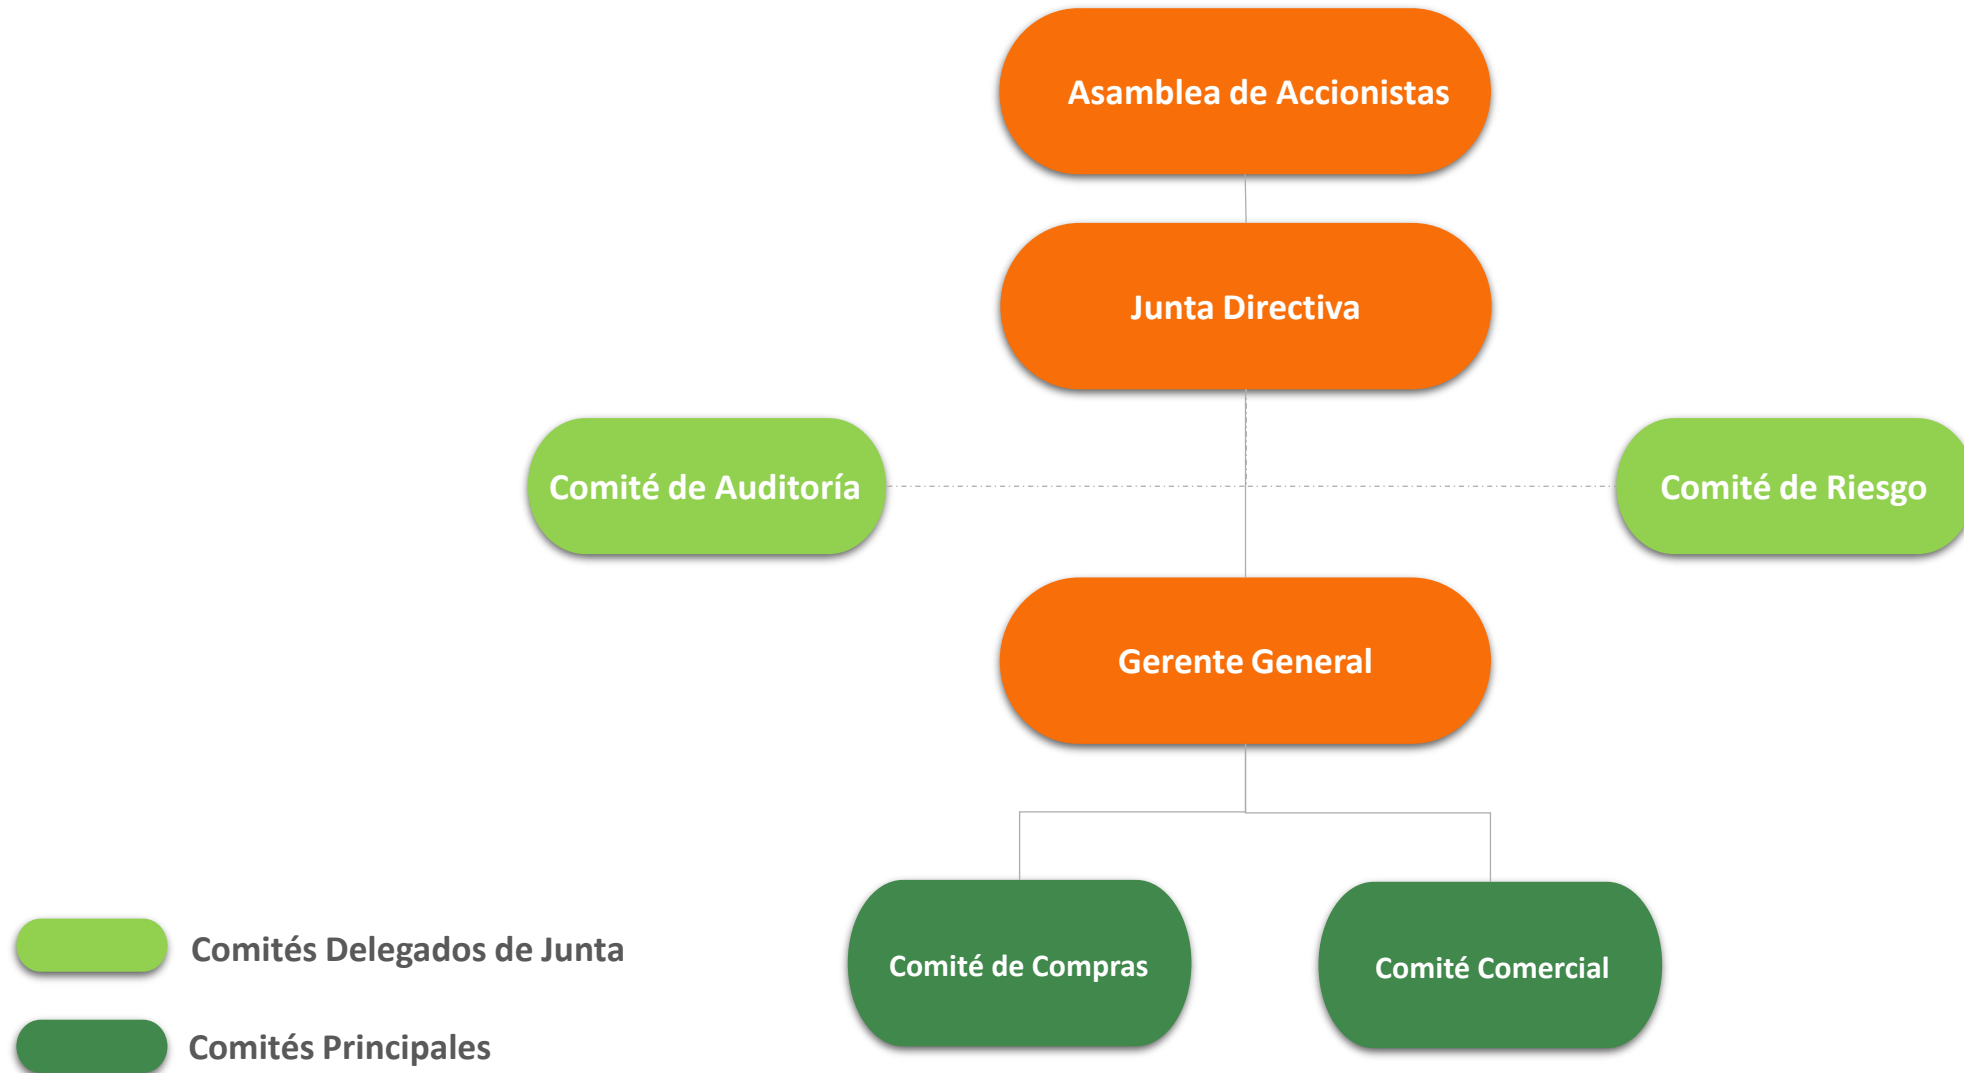 Asamblea de Accionistas
Junta Directiva
Comité de Auditoría
Comité de Riesgo
Gerente General
Comité de Compras
Comité Comercial
Comités Delegados de Junta
Comités Principales